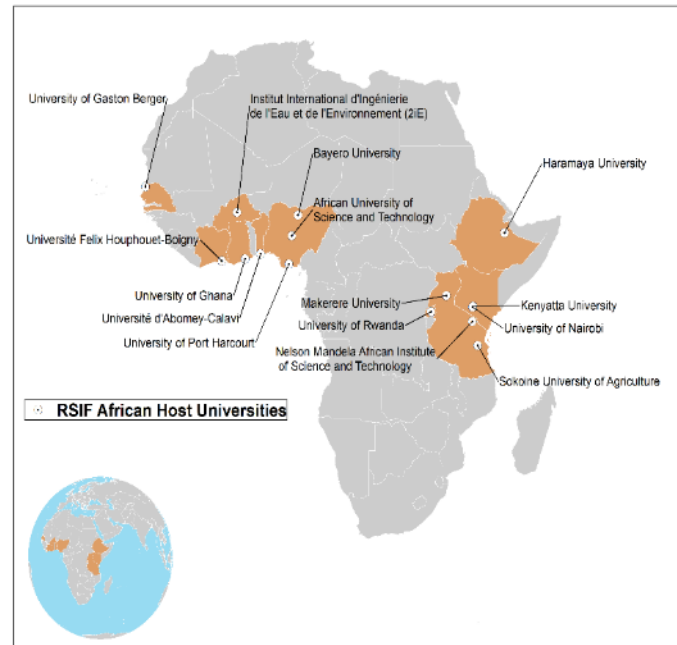 University of Gaston Berger
Institut International d'Ingénierie
de l'Eau et de l'Environnement (2iE)
Bayero University
Haramaya University
African University of
Science and Technology
Université Felix Houphouet-Boigny
University of Ghana
Université d'Abomey-Calavi
University of Port Harcourt
Makerere University
Kenyatta University
University of Rwanda
University of Nairobi
Nelson Mandela African Institute
of Science and Technology
Sokoine University of Agriculture
RSIF African Host Universities